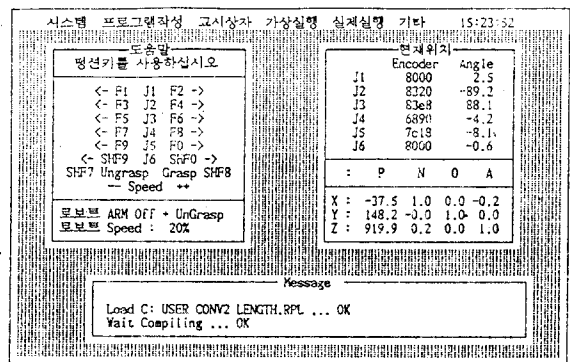 시스템 프로그램작성 교시상자 가상실행 실제실행 기타 15:23:52
도움말
펑션키를 사용하십시오
<- F1 J1 F2 ->
<- F3 J2 F4 ->
<- F5 J3 F6 ->
<- F7 J4 F8 ->
<- F9 J5 F0 ->
<- SHF9 J6 SHF0 ->
SHF7 Ungrasp Grasp SHF8
-- Speed ++
로보트 ARM Off + UnGrasp
로보트 Speed : 20%
현재위치
Encoder Angle
J1 8000 2.5
J2 8320 -89.2
J3 83e8 88.1
J4 6890 -4.2
J5 7c18 -8.1
J6 8000 -0.6
: P N O A
X : -37.5 1.0 0.0 -0.2
Y : 148.2 -0.0 1.0 0.0
Z : 919.9 0.2 0.0 1.0
Message
Load C: USER CONV2 LENGTH.RPL ... OK
Wait Compiling ... OK